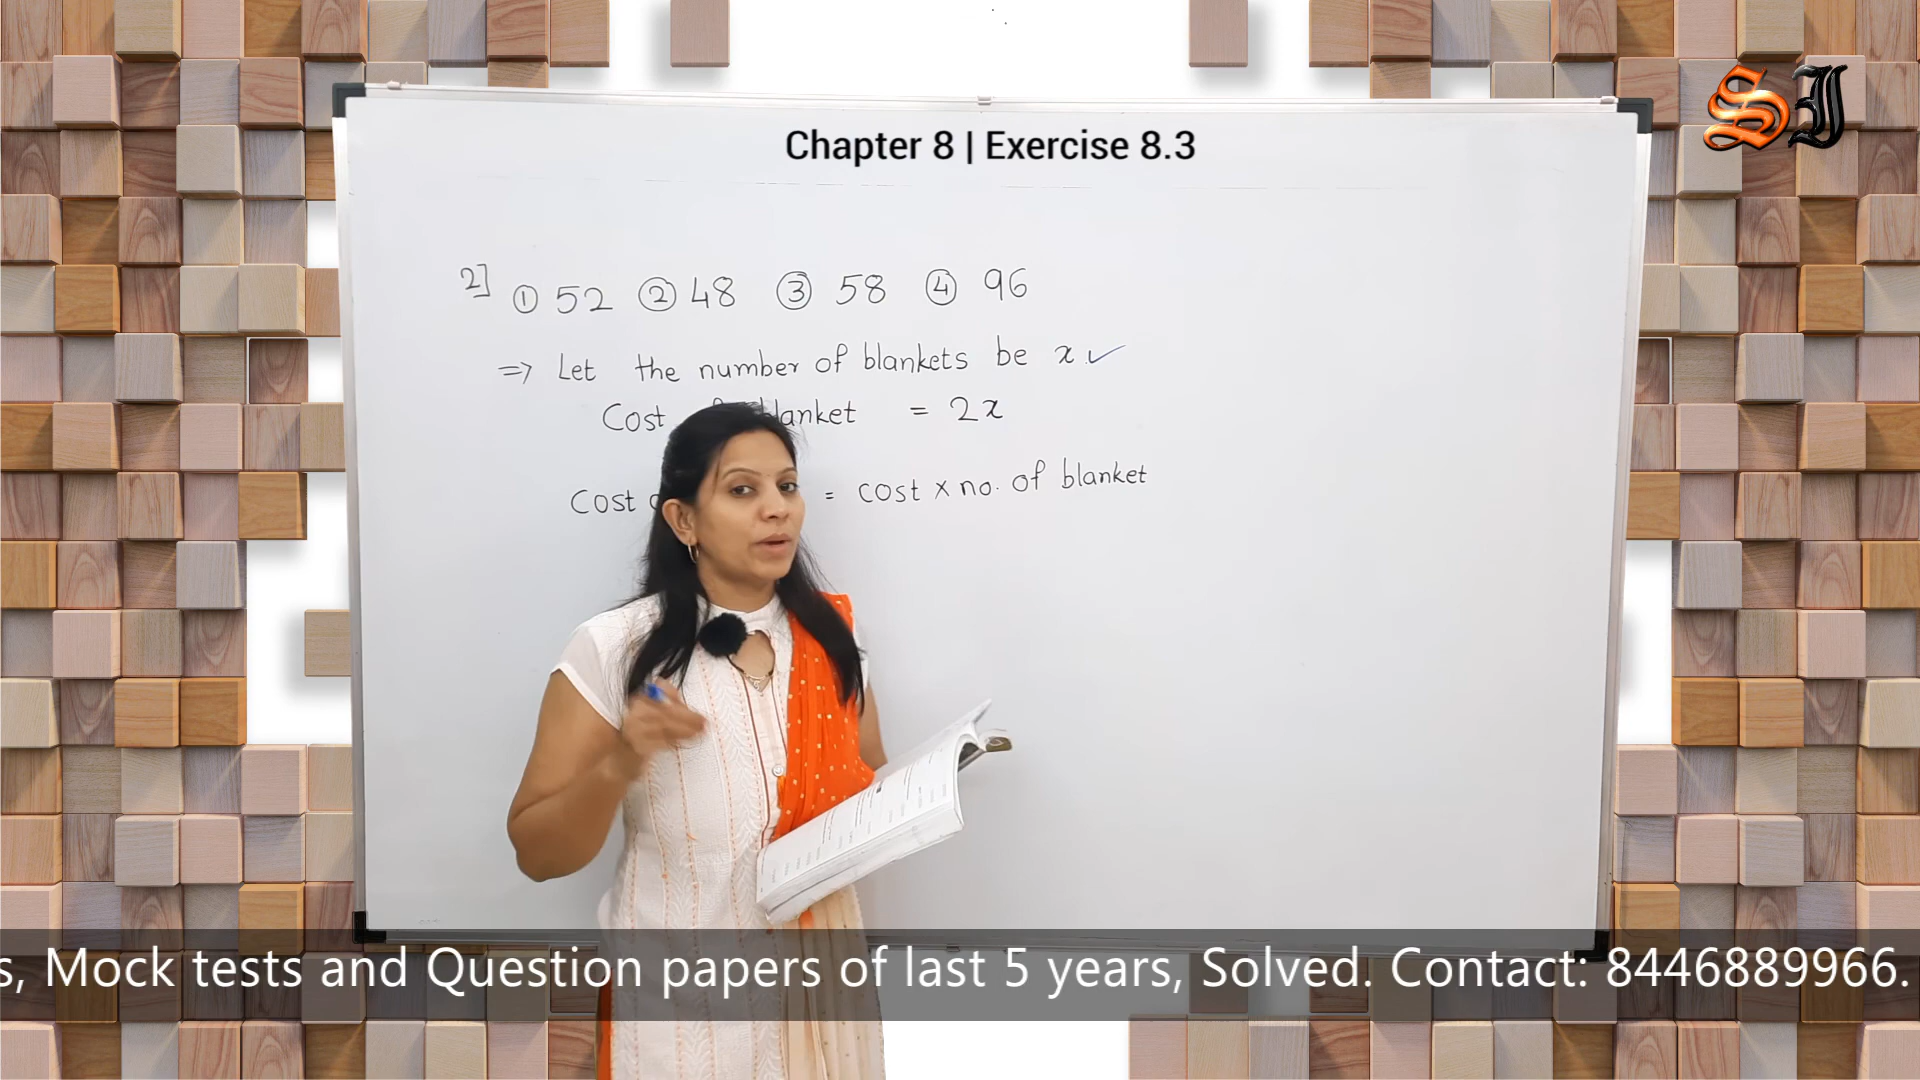 SJ
Chapter 8 | Exercise 8.3
2] ① 52 ② 48 ③ 58 ④ 96
⇒ Let the number of blankets be x. ✓
Cost blanket = 2x
Cost = cost × no. of blanket
s, Mock tests and Question papers of last 5 years, Solved. Contact: 8446889966.